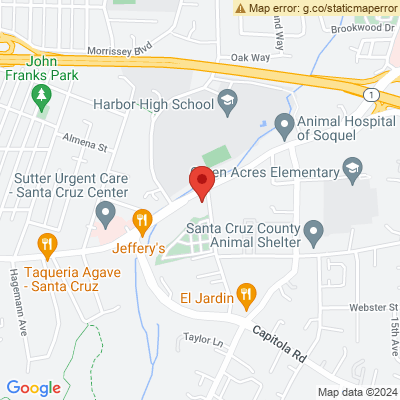 Map error: g.co/staticmaperror
Brookwood Dr
Morrissey Blvd
Oak Way
Way
John
Franks Park
Harbor High School
1
Animal Hospital
of Soquel
Almena St
Sutter Urgent Care
- Santa Cruz Center
Green Acres Elementary
Jeffery's
Santa Cruz County
Animal Shelter
Taqueria Agave
- Santa Cruz
Hagemann Ave
El Jardin
Webster St
15th Ave
Capitola Rd
Taylor Ln
Google
Map data ©2024